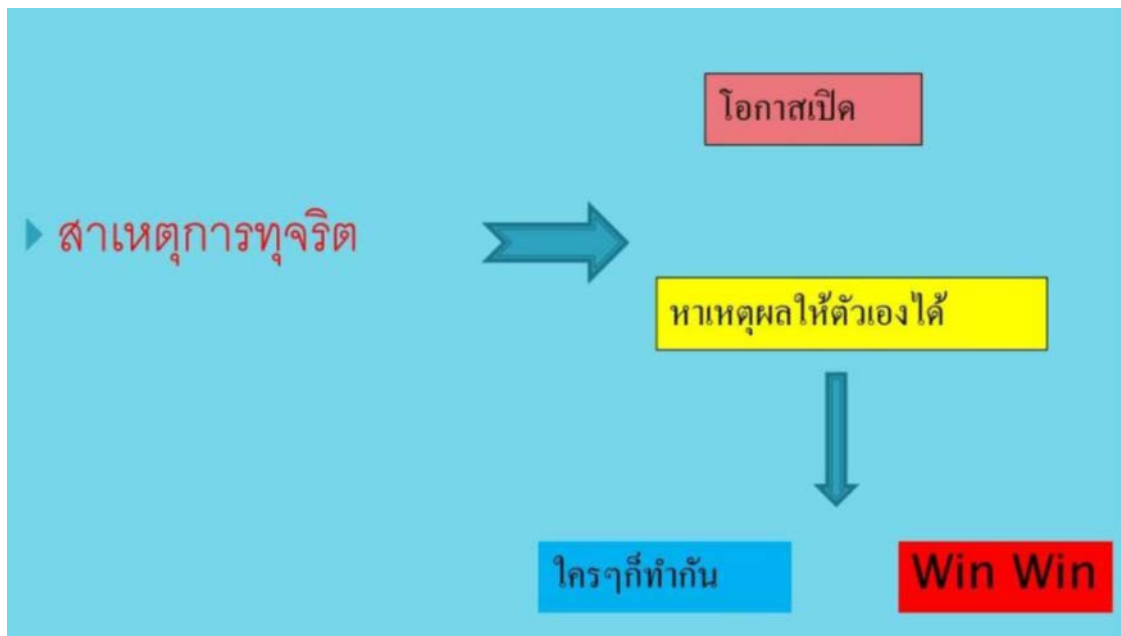 โอกาสเปิด
สาเหตุการทุจริต
หาเหตุผลให้ตัวเองได้
ใครๆก็ทำกัน
Win Win